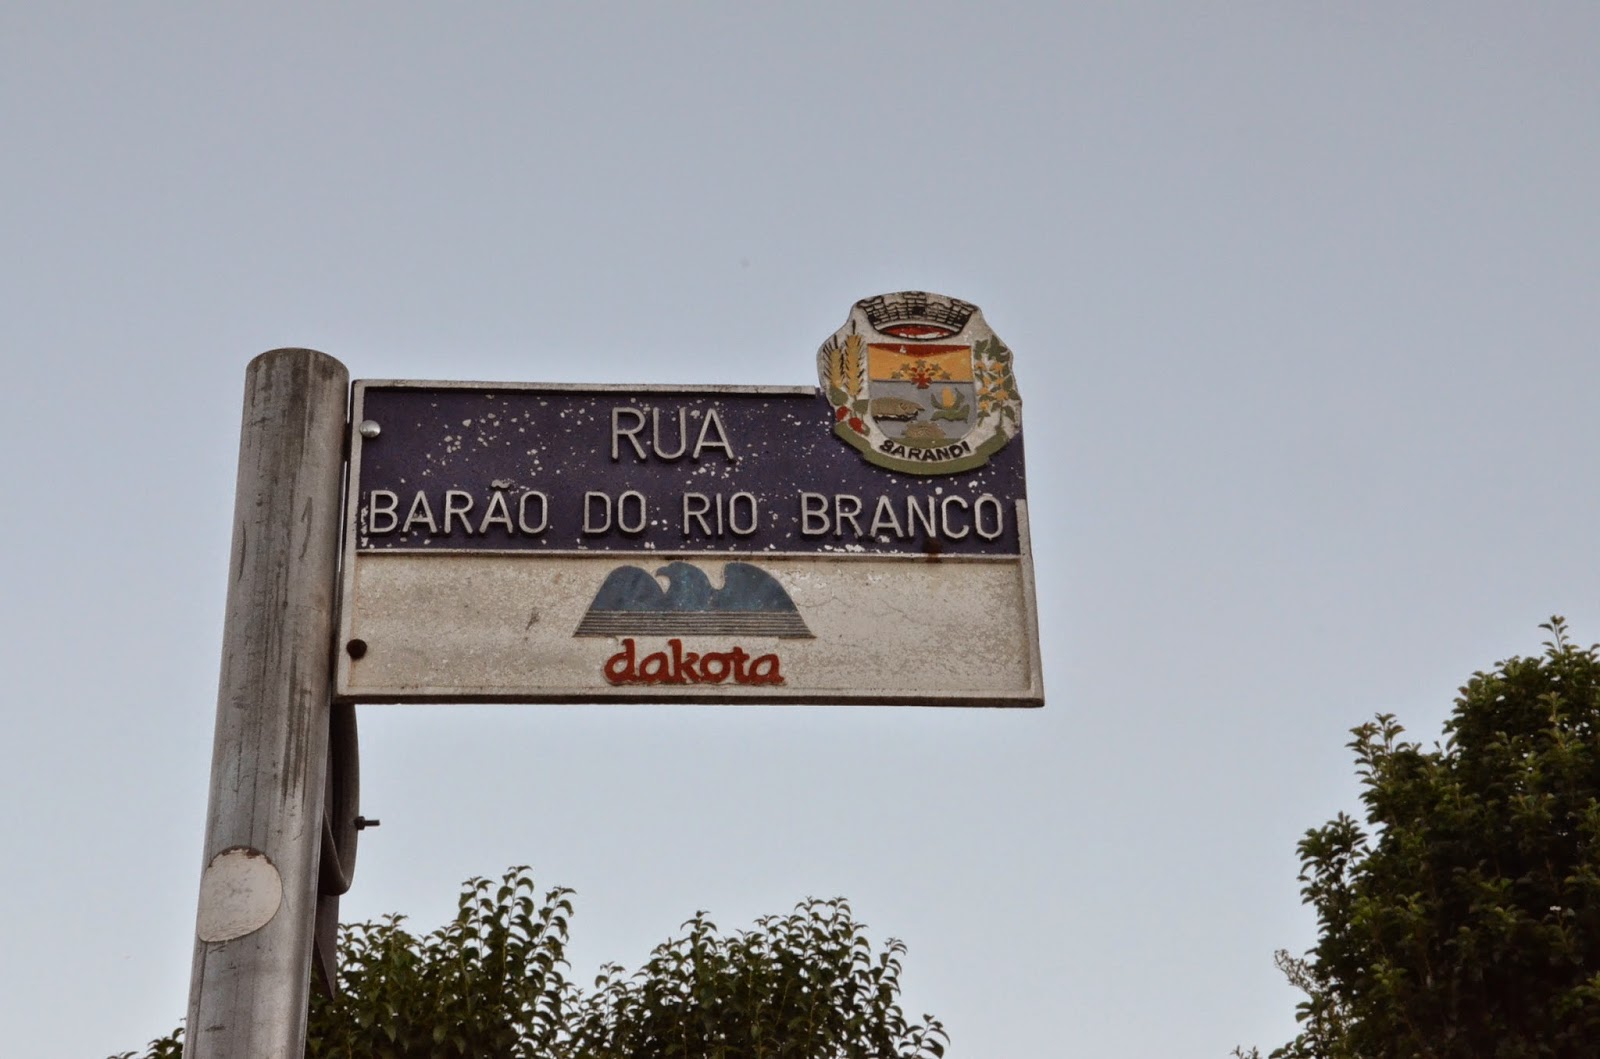 RUA
SARANDI
BARÃO DO RIO BRANCO
dakota